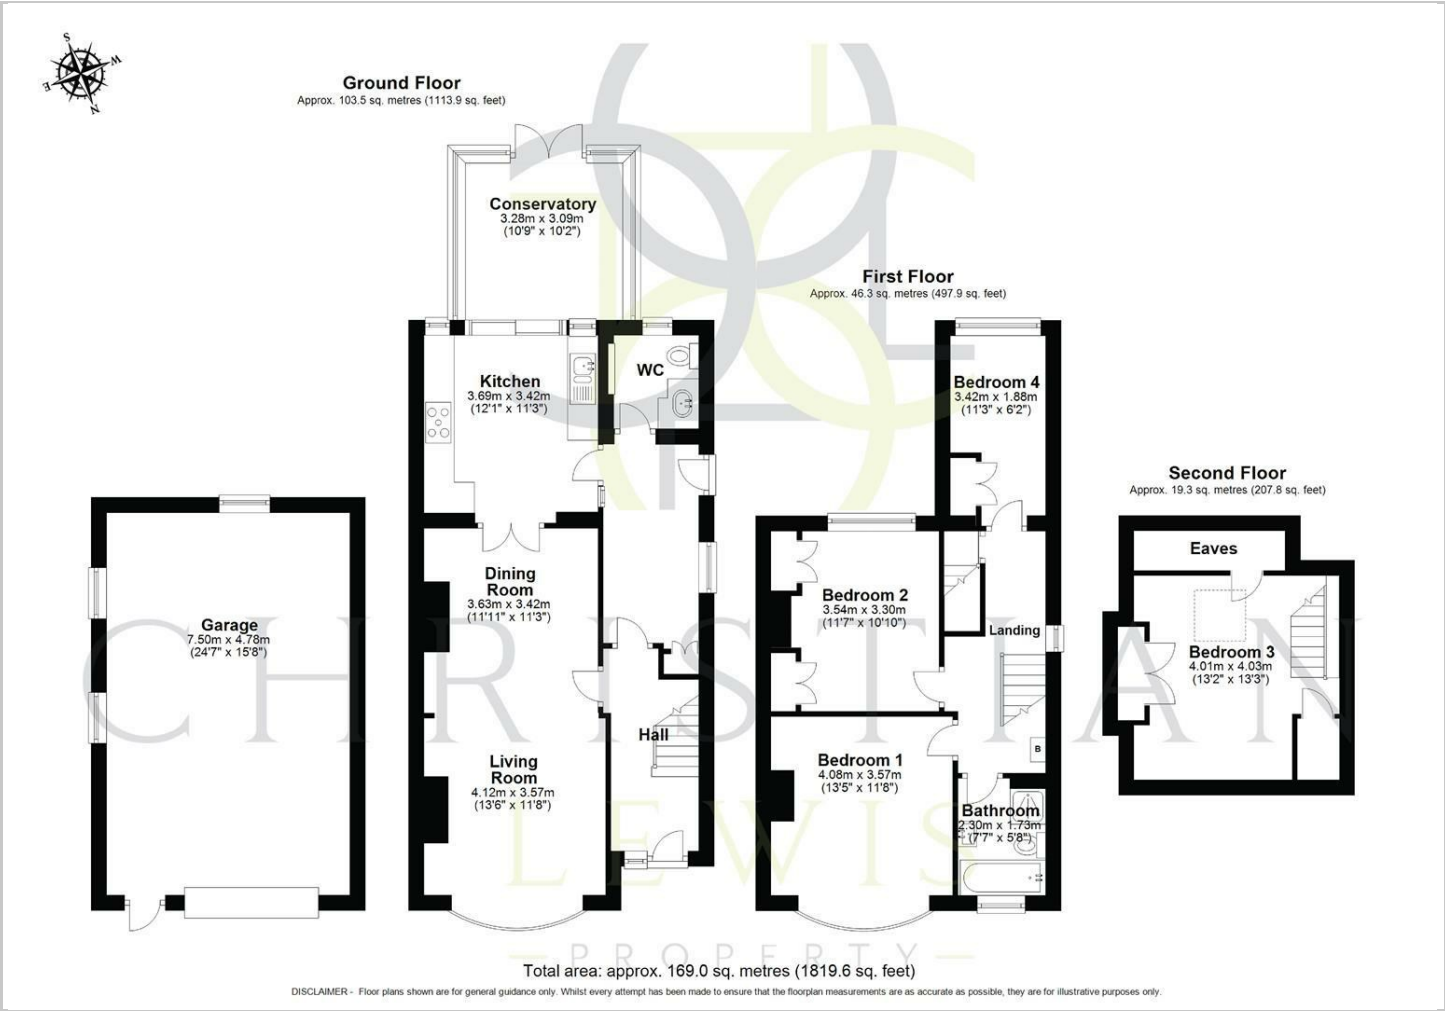 S
W
E
N
Ground Floor
Approx. 103.5 sq. metres (1113.9 sq. feet)
Conservatory
3.28m x 3.09m
(10'9" x 10'2")
Kitchen
3.69m x 3.42m
(12'1" x 11'3")
WC
Dining
Room
3.63m x 3.42m
(11'11" x 11'3")
Living
Room
4.12m x 3.57m
(13'6" x 11'8")
Hall
Garage
7.50m x 4.78m
(24'7" x 15'8")
First Floor
Approx. 46.3 sq. metres (497.9 sq. feet)
Bedroom 4
3.42m x 1.88m
(11'3" x 6'2")
Bedroom 2
3.54m x 3.30m
(11'7" x 10'10")
Landing
B
Bedroom 1
4.08m x 3.57m
(13'5" x 11'8")
Bathroom
2.30m x 1.73m
(7'7" x 5'8")
Second Floor
Approx. 19.3 sq. metres (207.8 sq. feet)
Eaves
Bedroom 3
4.01m x 4.03m
(13'2" x 13'3")
CHRISTIAN
LEWIS
PROPERTY
Total area: approx. 169.0 sq. metres (1819.6 sq. feet)
DISCLAIMER - Floor plans shown are for general guidance only. Whilst every attempt has been made to ensure that the floorplan measurements are as accurate as possible, they are for illustrative purposes only.